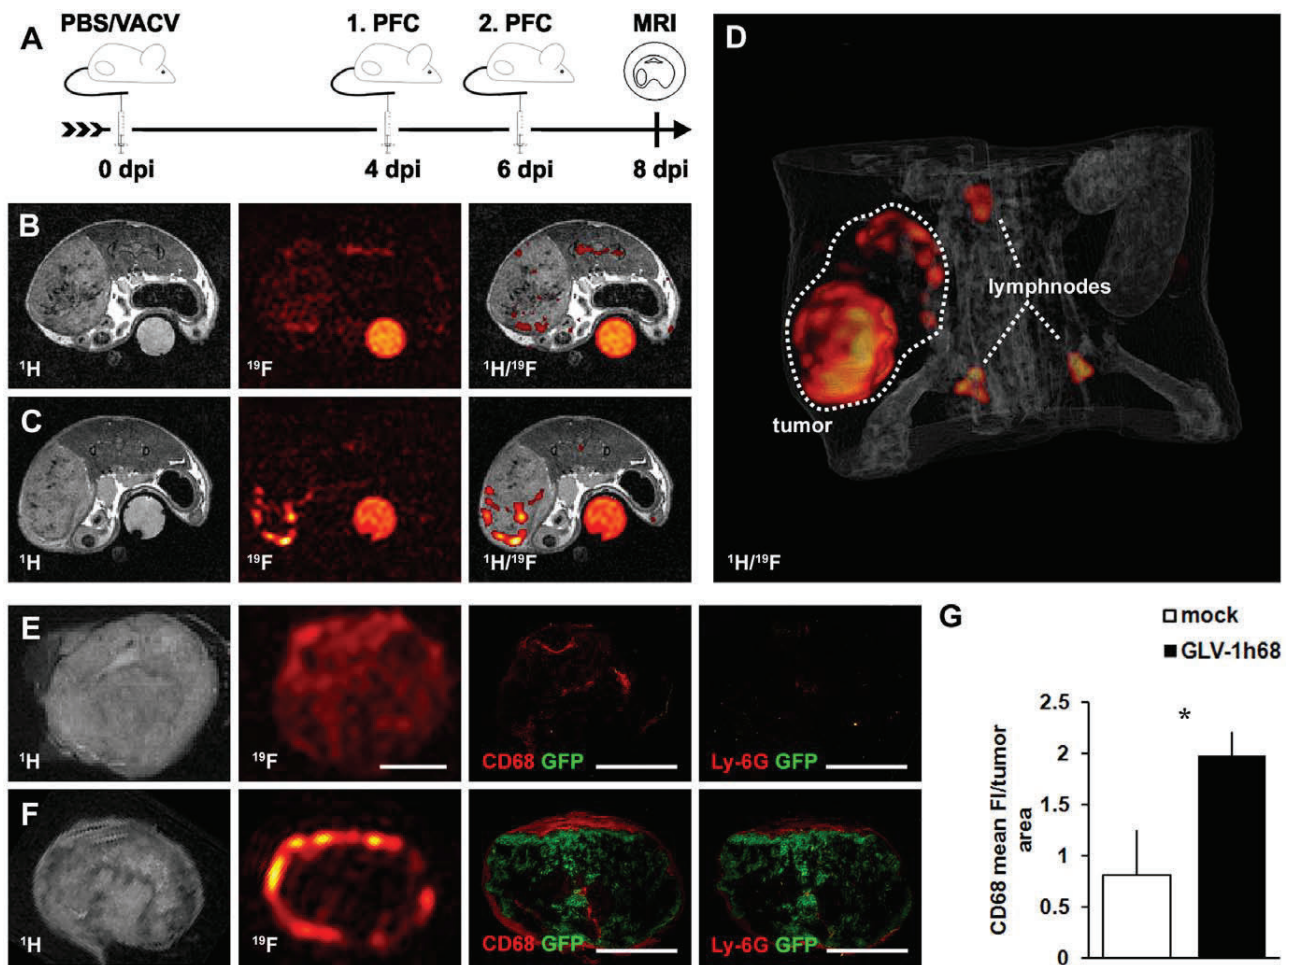 A
PBS/VACV
1. PFC
2. PFC
MRI
0 dpi
4 dpi
6 dpi
8 dpi
B
¹H
¹⁹F
¹H/¹⁹F
C
¹H
¹⁹F
¹H/¹⁹F
D
lymphnodes
tumor
¹H/¹⁹F
E
¹H
¹⁹F
CD68 GFP
Ly-6G GFP
F
¹H
¹⁹F
CD68 GFP
Ly-6G GFP
G
mock
GLV-1h68
*
2.5
2
1.5
1
0.5
0
CD68 mean FI/tumor
area